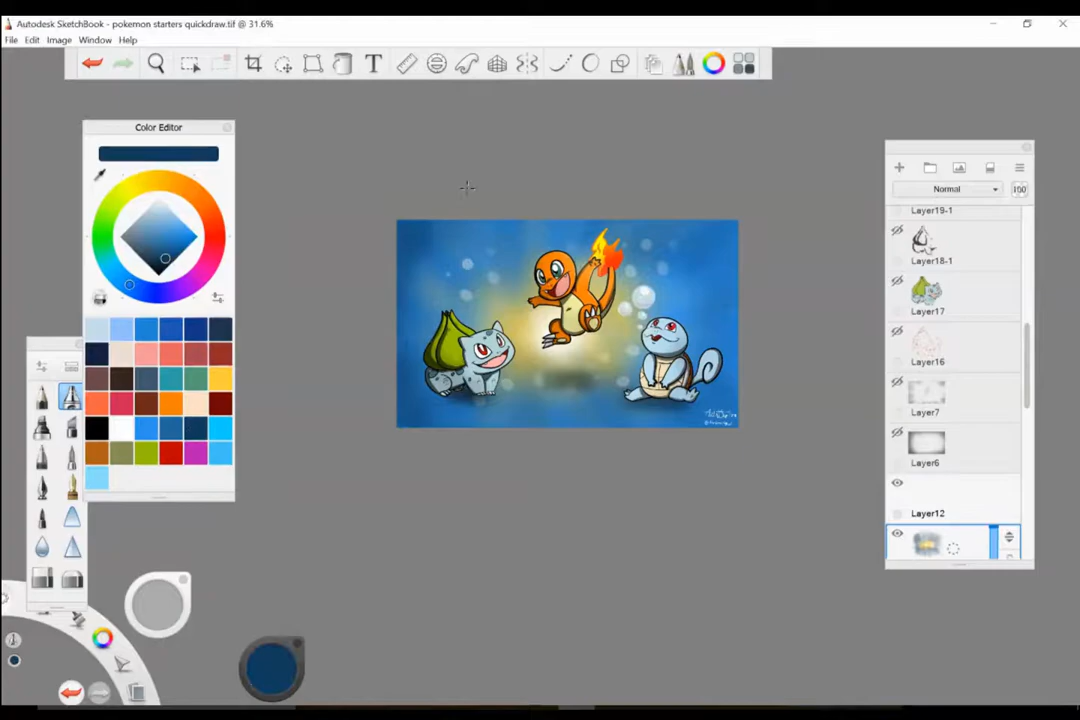 Autodesk SketchBook - pokemon starters quickdraw.tif @ 31.6%
File Edit Image Window Help
T
Color Editor
Normal 100
Layer19-1
Layer18-1
Layer17
Layer16
Layer7
Layer6
Layer12